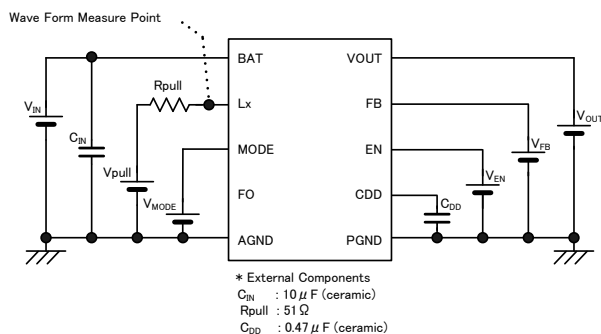 Wave Form Measure Point
BAT
VOUT
Rpull
Lx
FB
VIN
CIN
MODE
EN
VOUT
VFB
Vpull
VMODE
FO
CDD
VEN
CDD
AGND
PGND
* External Components
CIN : 10μF (ceramic)
Rpull : 51Ω
CDD : 0.47μF (ceramic)